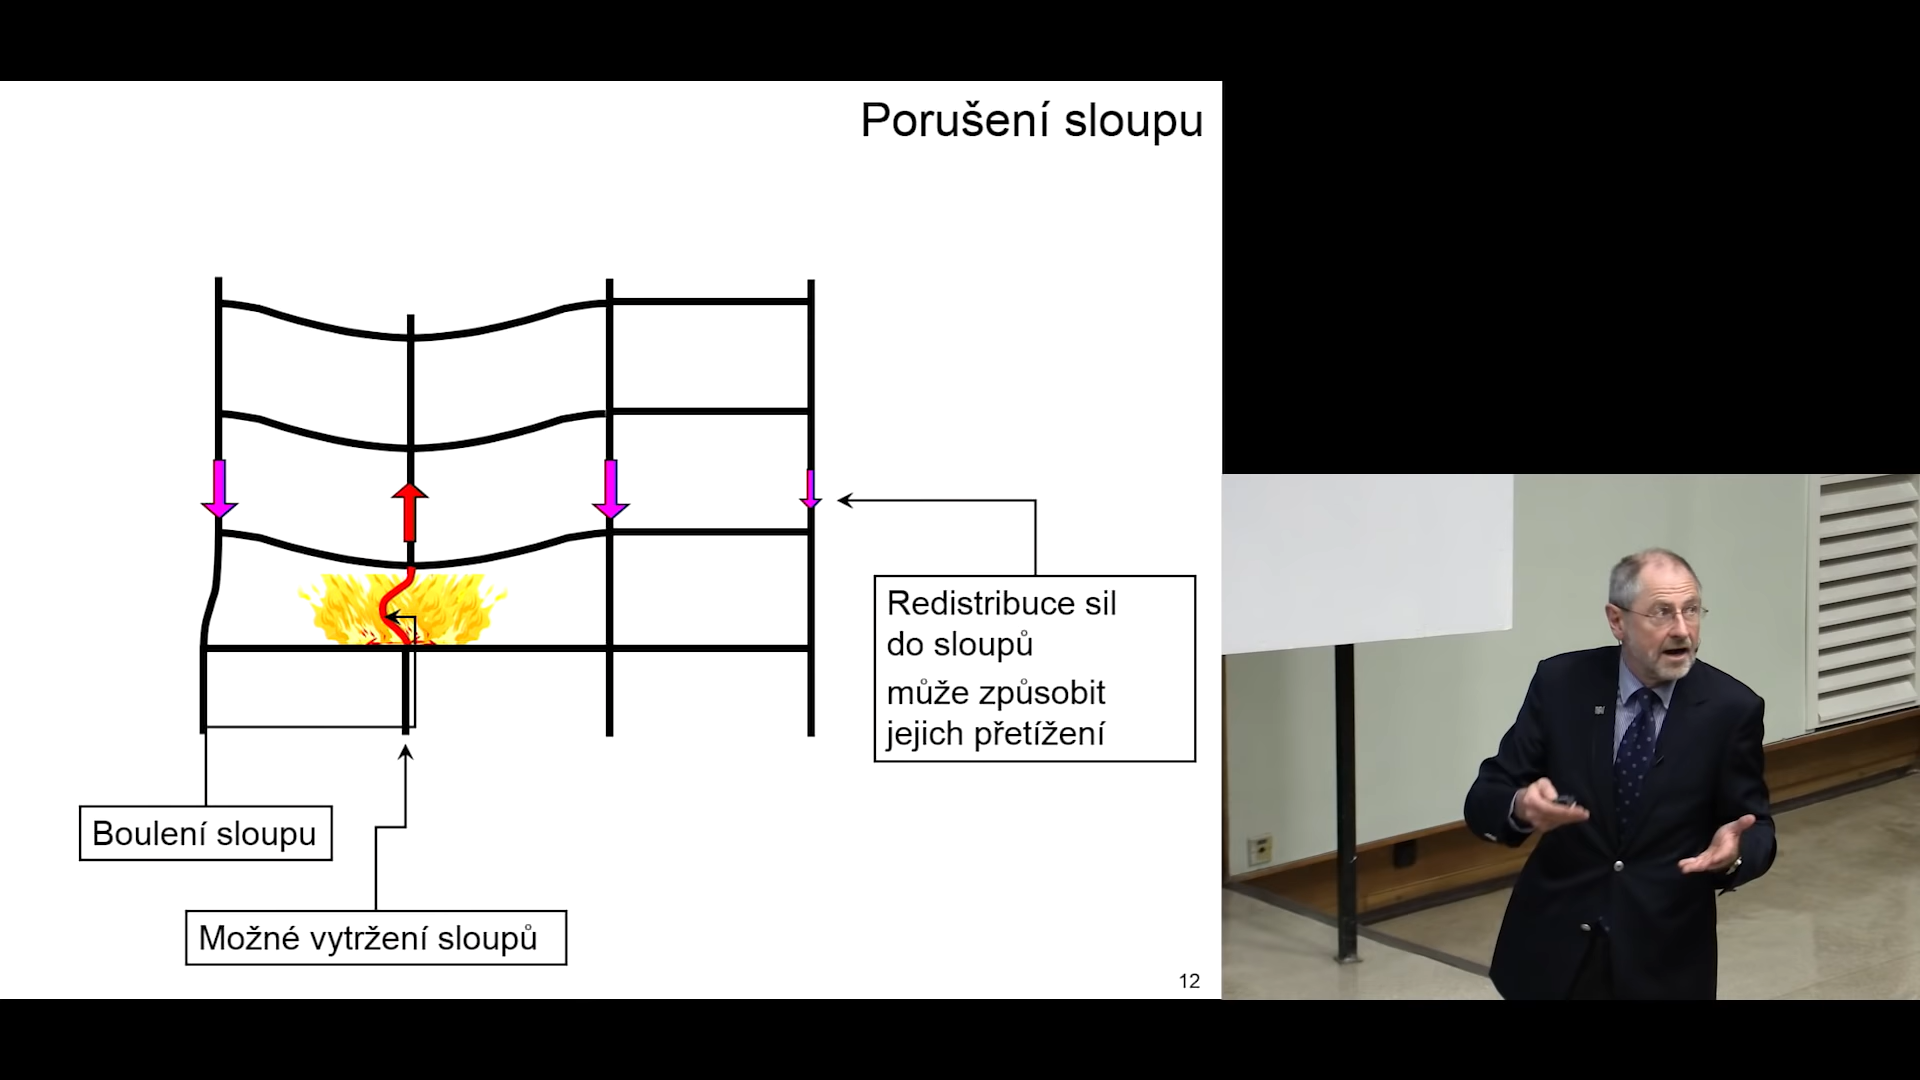 Porušení sloupu
Redistribuce sil
do sloupů
může způsobit
jejich přetížení
Boulení sloupu
Možné vytržení sloupů
12